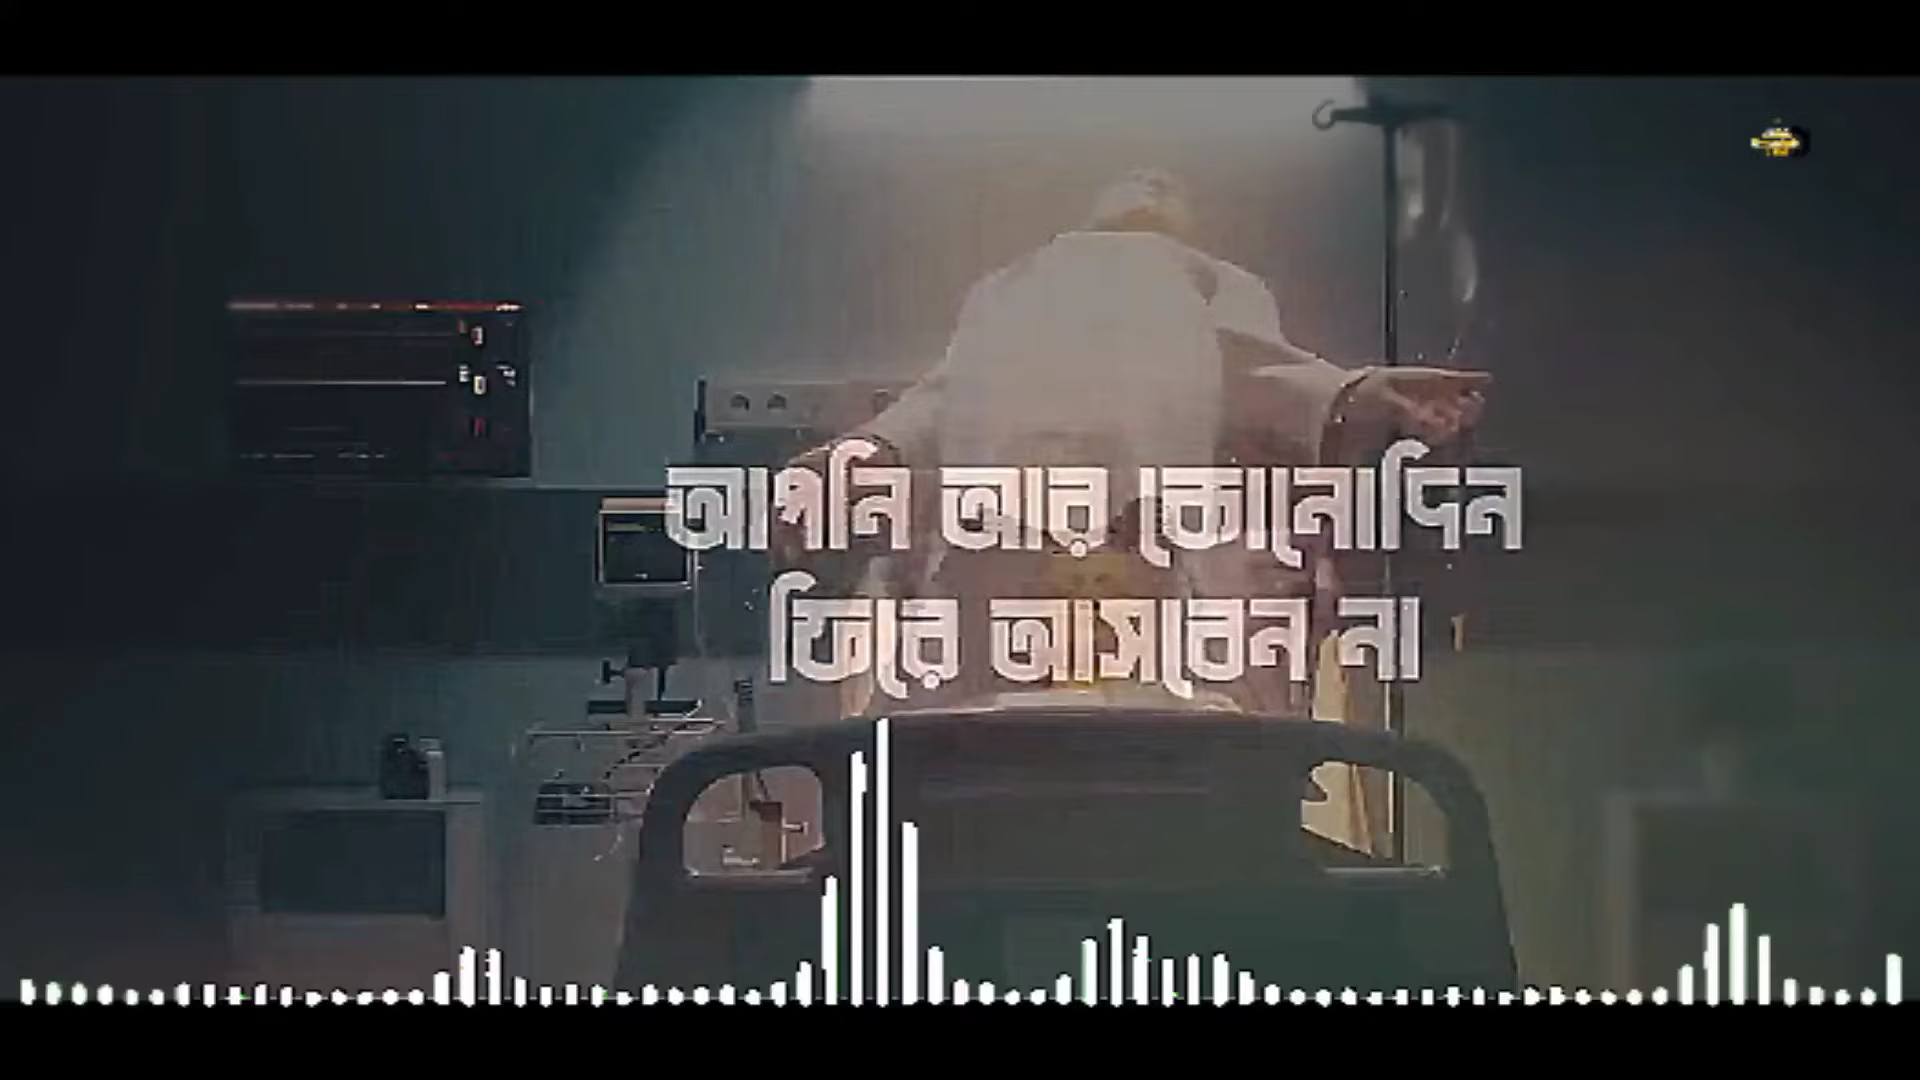 আপনি আর কোনোদিন
ফিরে আসবেন না